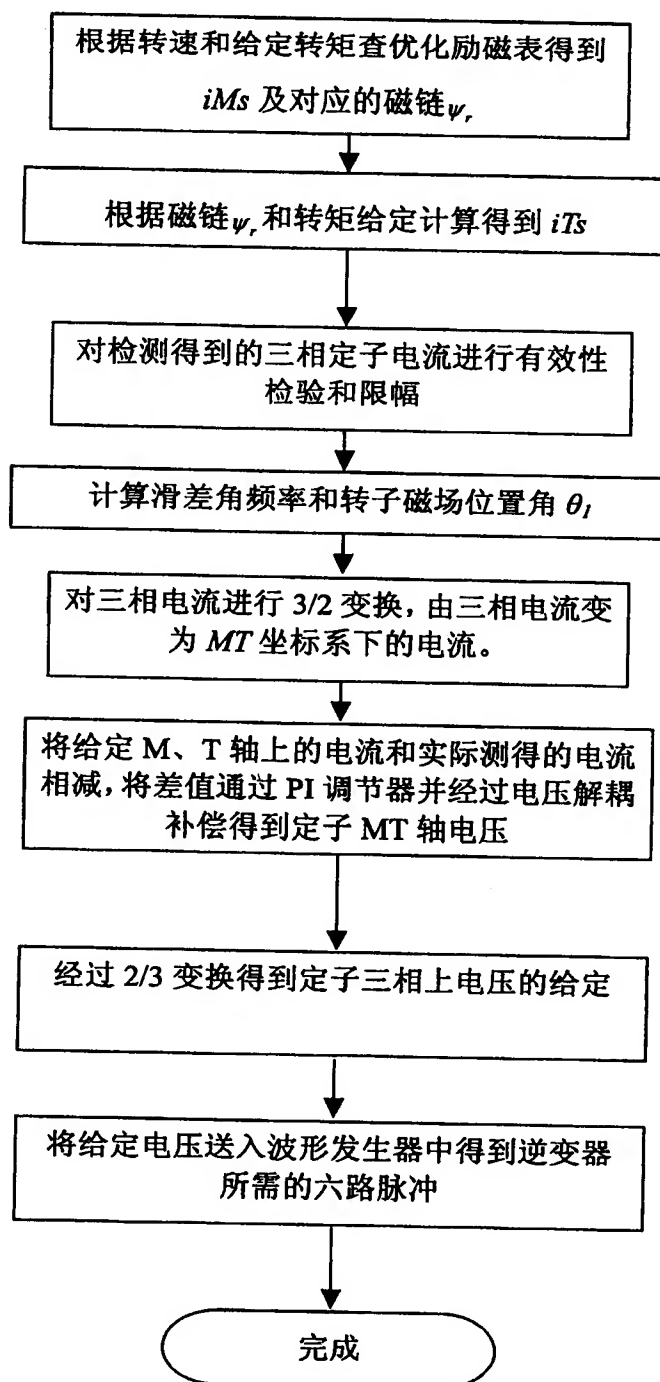 根据转速和给定转矩查优化励磁表得到
iMs 及对应的磁链ψr
根据磁链ψr和转矩给定计算得到 iTs
对检测得到的三相定子电流进行有效性
检验和限幅
计算滑差角频率和转子磁场位置角 θ1
对三相电流进行 3/2 变换，由三相电流变
为 MT 坐标系下的电流。
将给定 M、T 轴上的电流和实际测得的电流
相减，将差值通过 PI 调节器并经过电压解耦
补偿得到定子 MT 轴电压
经过 2/3 变换得到定子三相上电压的给定
将给定电压送入波形发生器中得到逆变器
所需的六路脉冲
完成